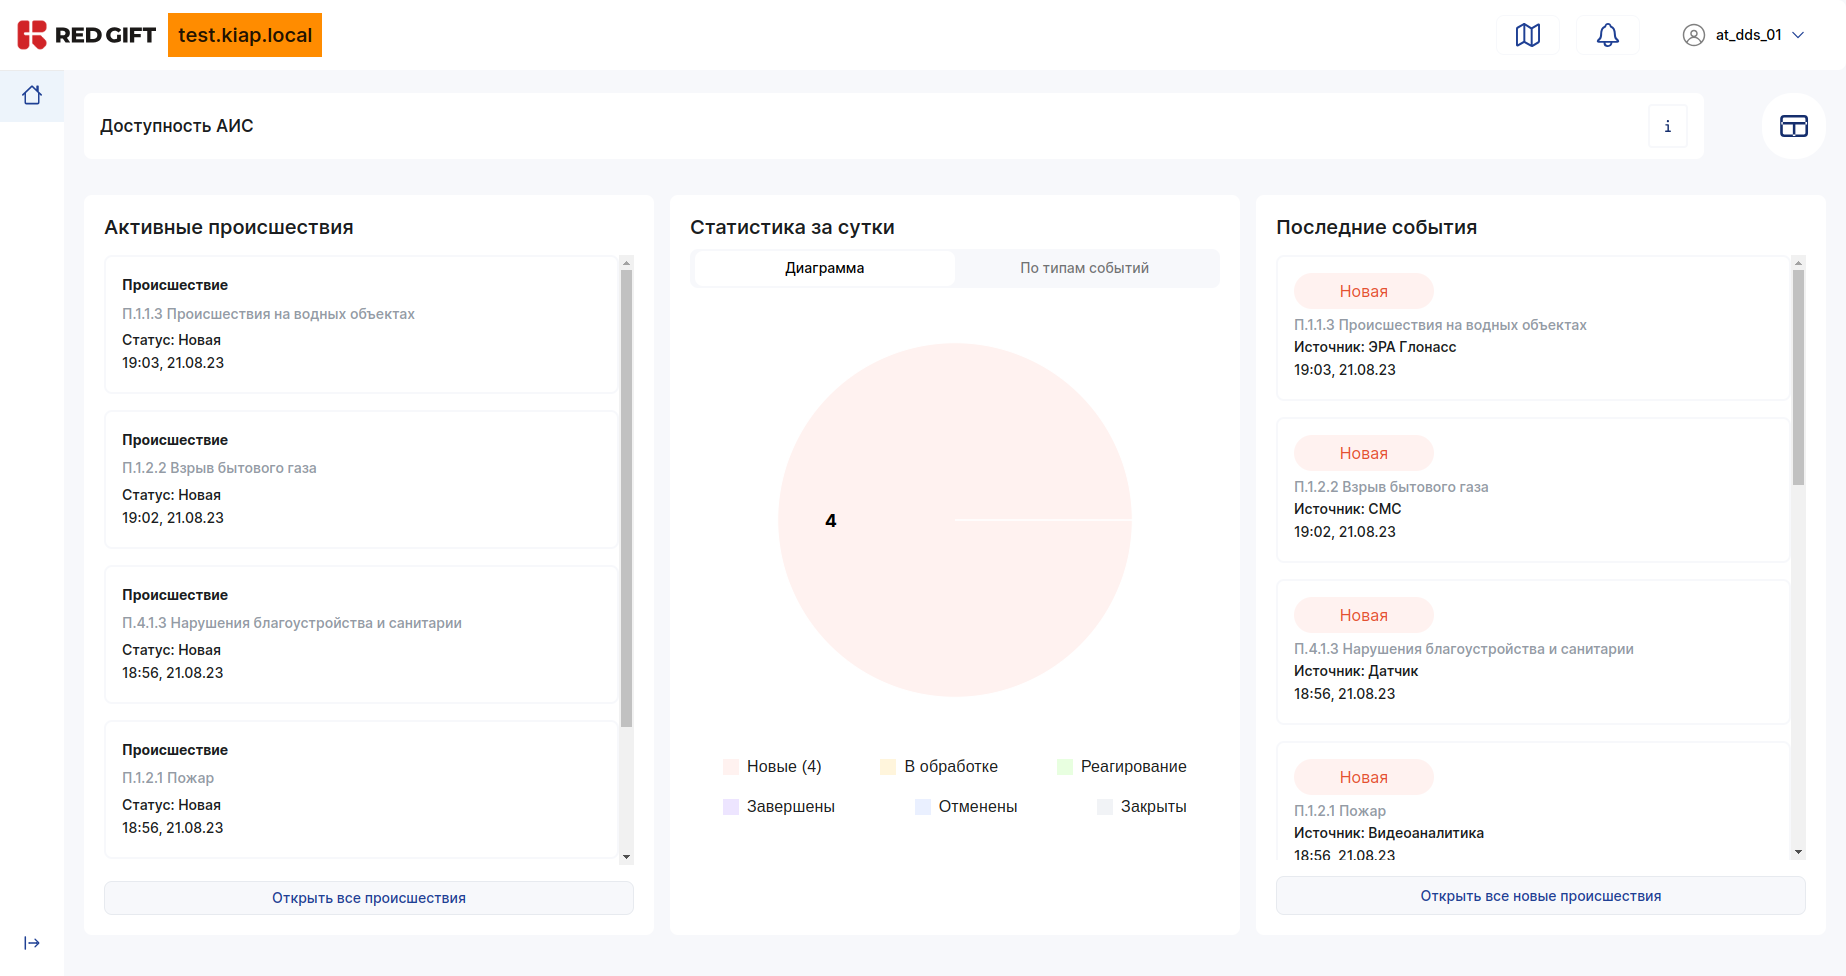 RED GIFT
test.kiap.local
at_dds_01
Доступность АИС
i
Активные происшествия
Происшествие
П.1.1.3 Происшествия на водных объектах
Статус: Новая
19:03, 21.08.23
Происшествие
П.1.2.2 Взрыв бытового газа
Статус: Новая
19:02, 21.08.23
Происшествие
П.4.1.3 Нарушения благоустройства и санитарии
Статус: Новая
18:56, 21.08.23
Происшествие
П.1.2.1 Пожар
Статус: Новая
18:56, 21.08.23
Открыть все происшествия
Статистика за сутки
Диаграмма
По типам событий
4
Новые (4)
В обработке
Реагирование
Завершены
Отменены
Закрыты
Последние события
Новая
П.1.1.3 Происшествия на водных объектах
Источник: ЭРА Глонасс
19:03, 21.08.23
Новая
П.1.2.2 Взрыв бытового газа
Источник: СМС
19:02, 21.08.23
Новая
П.4.1.3 Нарушения благоустройства и санитарии
Источник: Датчик
18:56, 21.08.23
Новая
П.1.2.1 Пожар
Источник: Видеоаналитика
18:56, 21.08.23
Открыть все новые происшествия